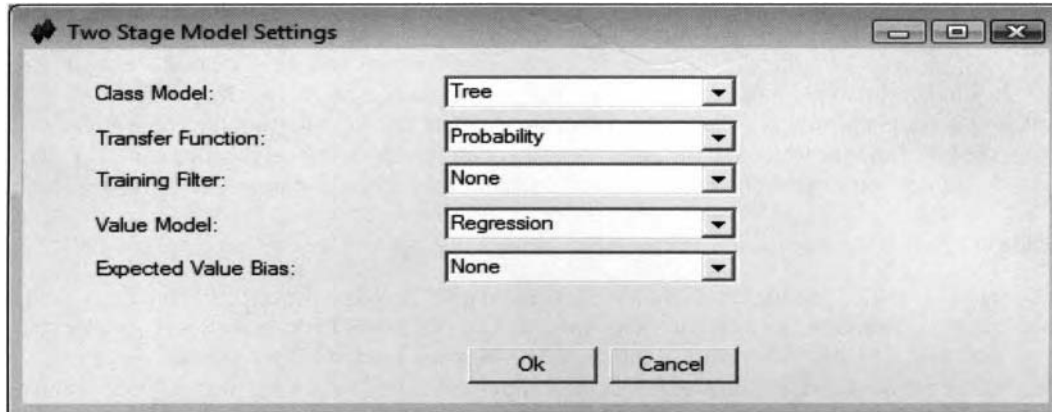 Two Stage Model Settings
Class Model: Tree
Transfer Function: Probability
Training Filter: None
Value Model: Regression
Expected Value Bias: None
Ok Cancel